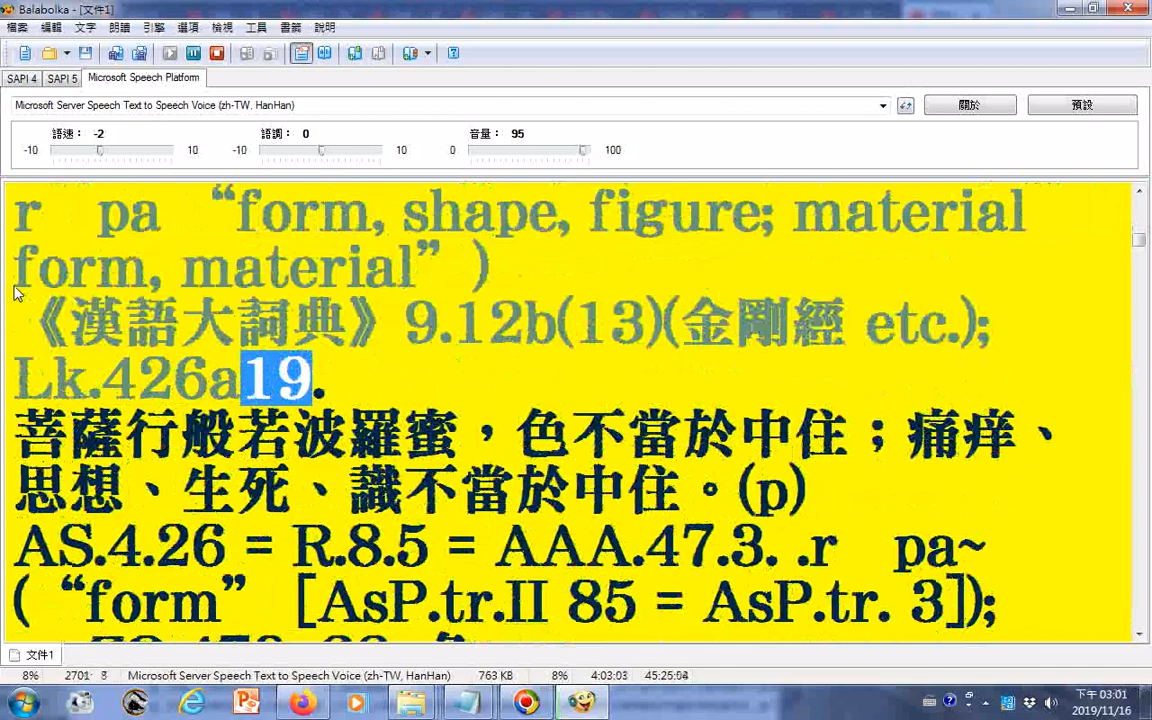 Balabolka - [文件1]
檔案 編輯 文字 朗讀 引擎 選項 檢視 工具 書籤 說明
SAPI 4 SAPI 5 Microsoft Speech Platform
Microsoft Server Speech Text to Speech Voice (zh-TW, HanHan) 關於 預設
語速： -2 語調： 0 音量： 95
-10 10 -10 10 0 100
r pa “form, shape, figure; material
form, material” )
《漢語大詞典》 9.12b(13)(金剛經 etc.);
Lk.426a19.
菩薩行般若波羅蜜，色不當於中住；痛痒、
思想、生死、識不當於中住。(p)
AS.4.26 = R.8.5 = AAA.47.3. .r pa~
( “form” [AsP.tr.II 85 = AsP.tr. 3]);
文件1
8% Microsoft Server Speech Text to Speech Voice (zh-TW, HanHan) 763 KB 8% 4:03:03
下午 03:01
2019/11/16